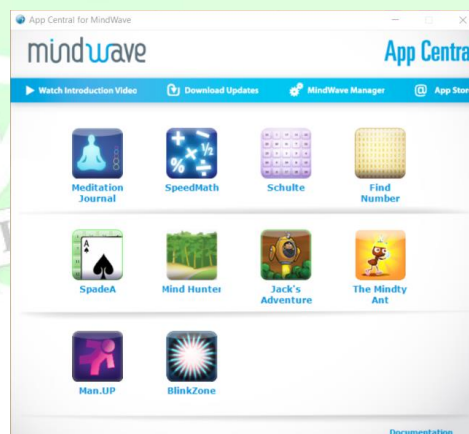 App Central for MindWave
mindwave
App Centra
Watch Introduction Video
Download Updates
MindWave Manager
App Stor
Meditation
Journal
SpeedMath
Schulte
Find
Number
SpadeA
Mind Hunter
Jack's
Adventure
The Mindty
Ant
Man.UP
BlinkZone
Documentation